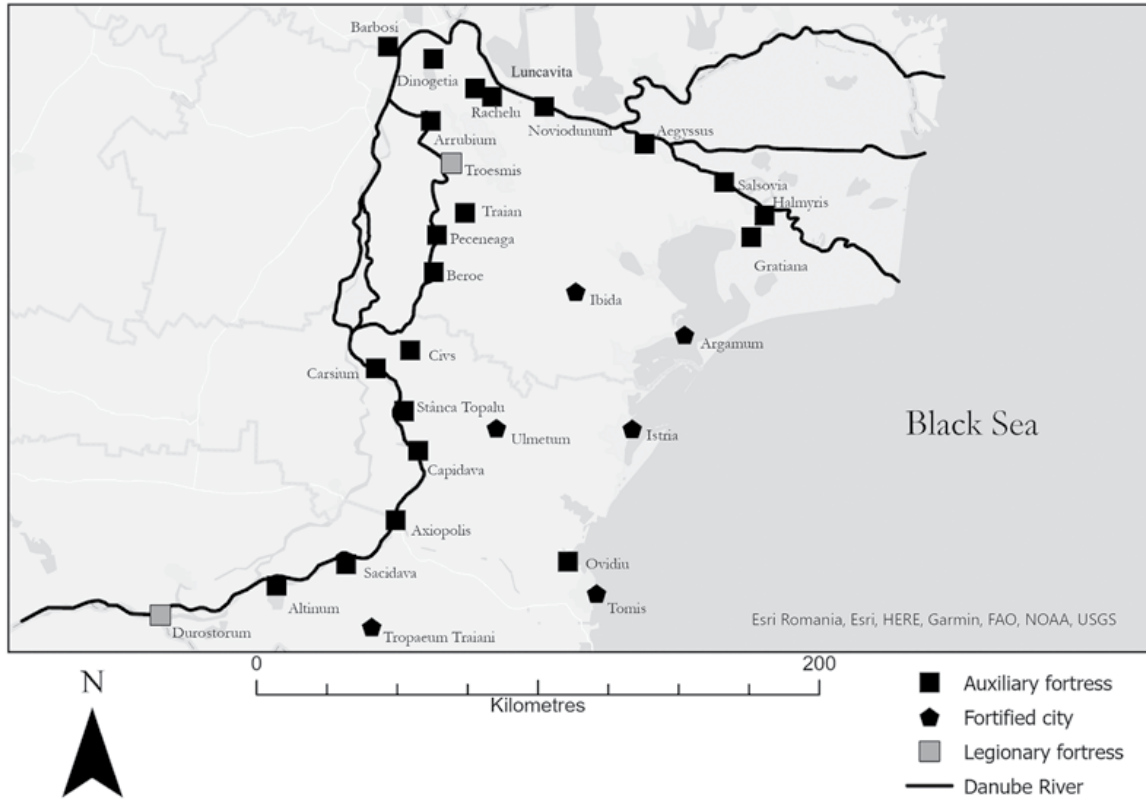 Barbosi
Luncavita
Dinogetia
Rachelu
Noviodunum
Aegyssus
Arrubium
Troesmis
Salsovia
Halmyris
Traian
Peceneaga
Gratiana
Beroe
Ibida
Argamum
Civs
Carsium
Stânca Topalu
Black Sea
Ulmetum
Istria
Capidava
Axiopolis
Ovidiu
Sacidava
Altinum
Tomis
Esri Romania, Esri, HERE, Garmin, FAO, NOAA, USGS
Durostorum
Tropaeum Traiani
0 200
Kilometres
N
Auxiliary fortress
Fortified city
Legionary fortress
Danube River